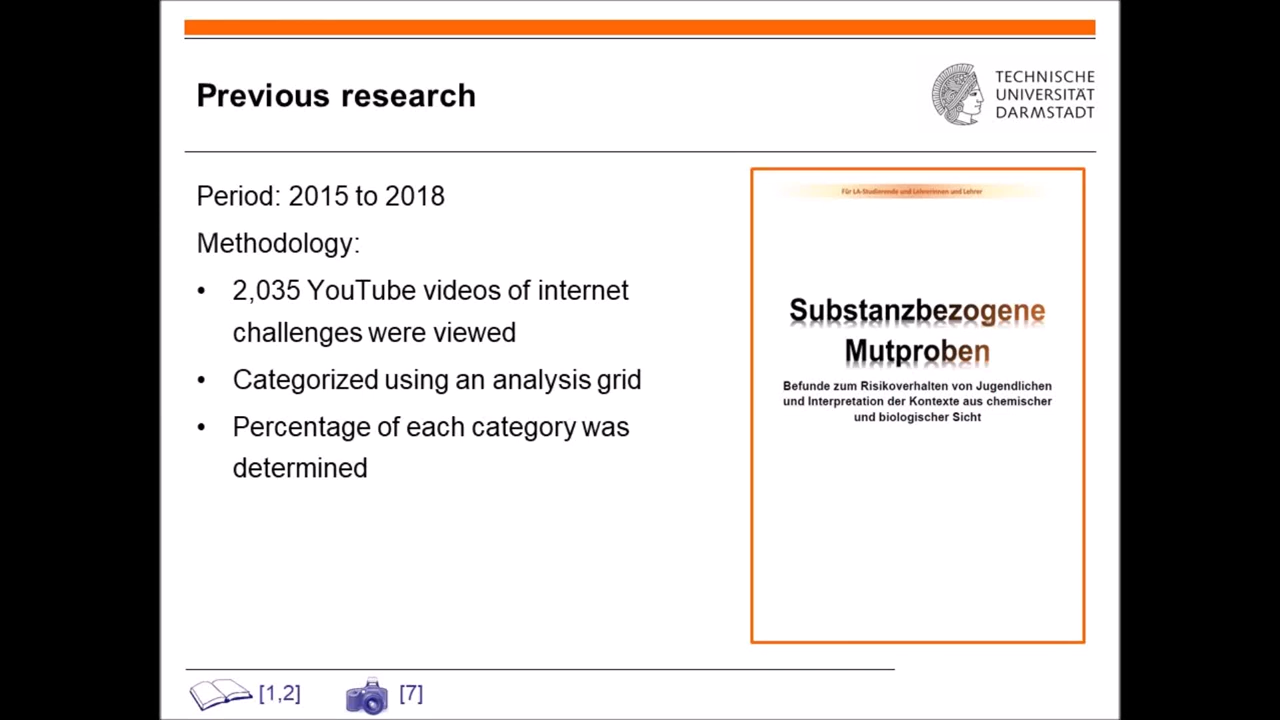 Previous research
TECHNISCHE
UNIVERSITÄT
DARMSTADT
Period: 2015 to 2018
Methodology:
• 2,035 YouTube videos of internet
challenges were viewed
• Categorized using an analysis grid
• Percentage of each category was
determined
Für LA-Studierende und Lehrerinnen und Lehrer
Substanzbezogene
Mutproben
Befunde zum Risikoverhalten von Jugendlichen
und Interpretation der Kontexte aus chemischer
und biologischer Sicht
[1,2]
[7]